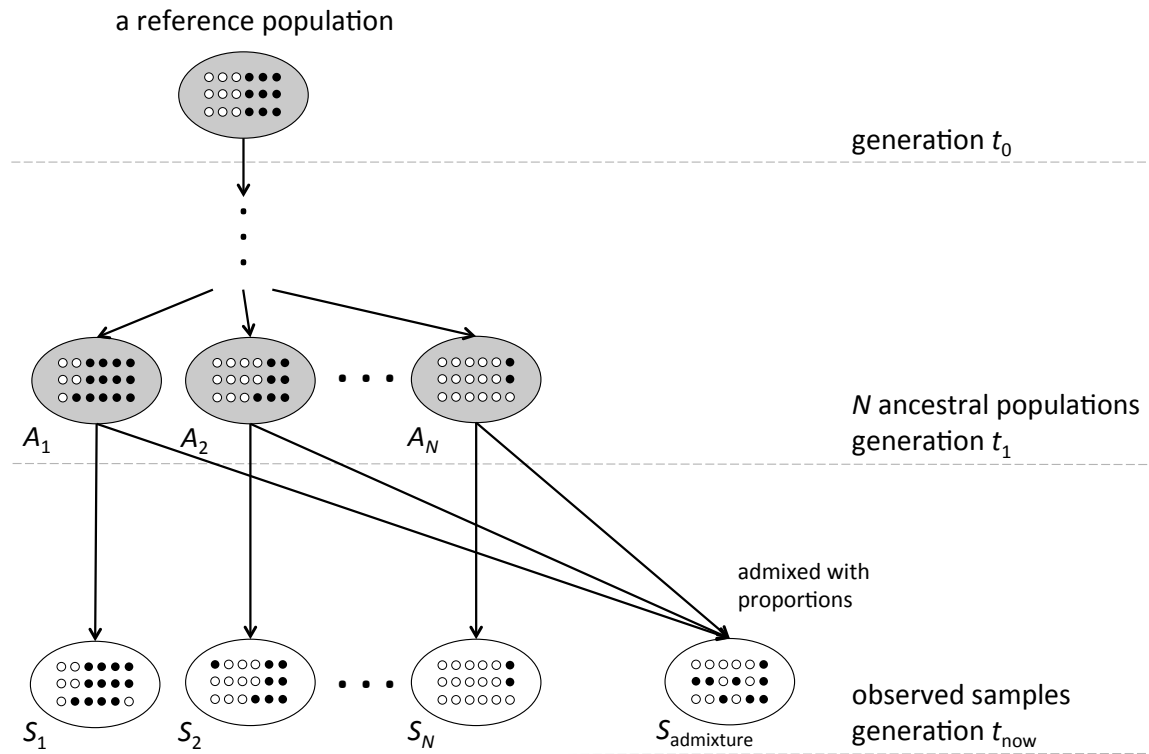 a reference population
generation t0
A1
A2
AN
N ancestral populations
generation t1
admixed with
proportions
S1
S2
SN
Sadmixture
observed samples
generation tnow